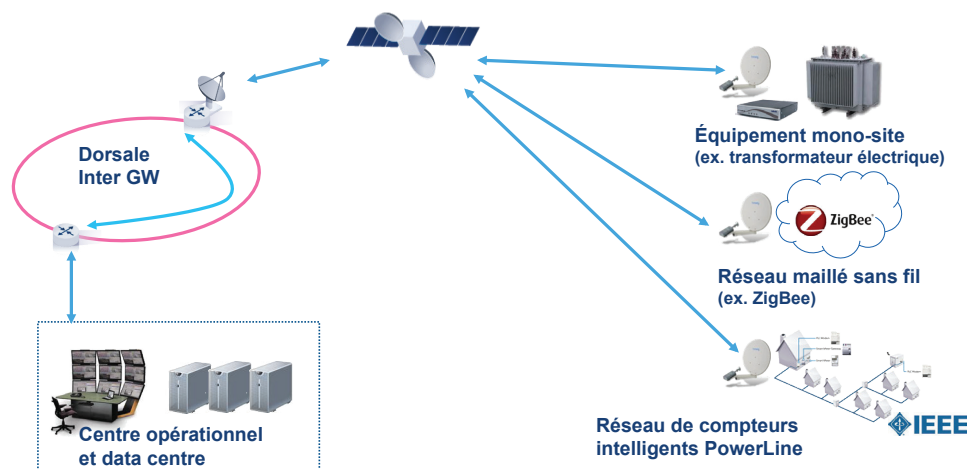 Dorsale
Inter GW
Équipement mono-site
(ex. transformateur électrique)
ZigBee
Réseau maillé sans fil
(ex. ZigBee)
Centre opérationnel
et data centre
Réseau de compteurs
intelligents PowerLine
IEEE